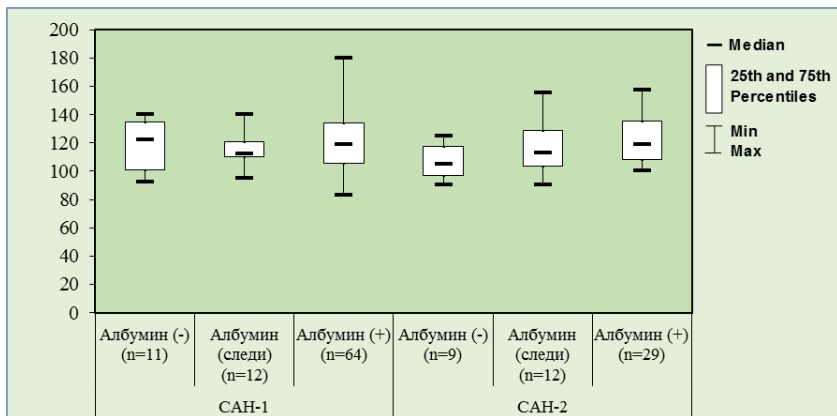 200
180
160
140
120
100
80
60
40
20
0
Median
25th and 75th
Percentiles
Min
Max
Албумин (-)
(n=11)
Албумин
(следи)
(n=12)
Албумин (+)
(n=64)
Албумин (-)
(n=9)
Албумин
(следи)
(n=12)
Албумин (+)
(n=29)
САН-1
САН-2